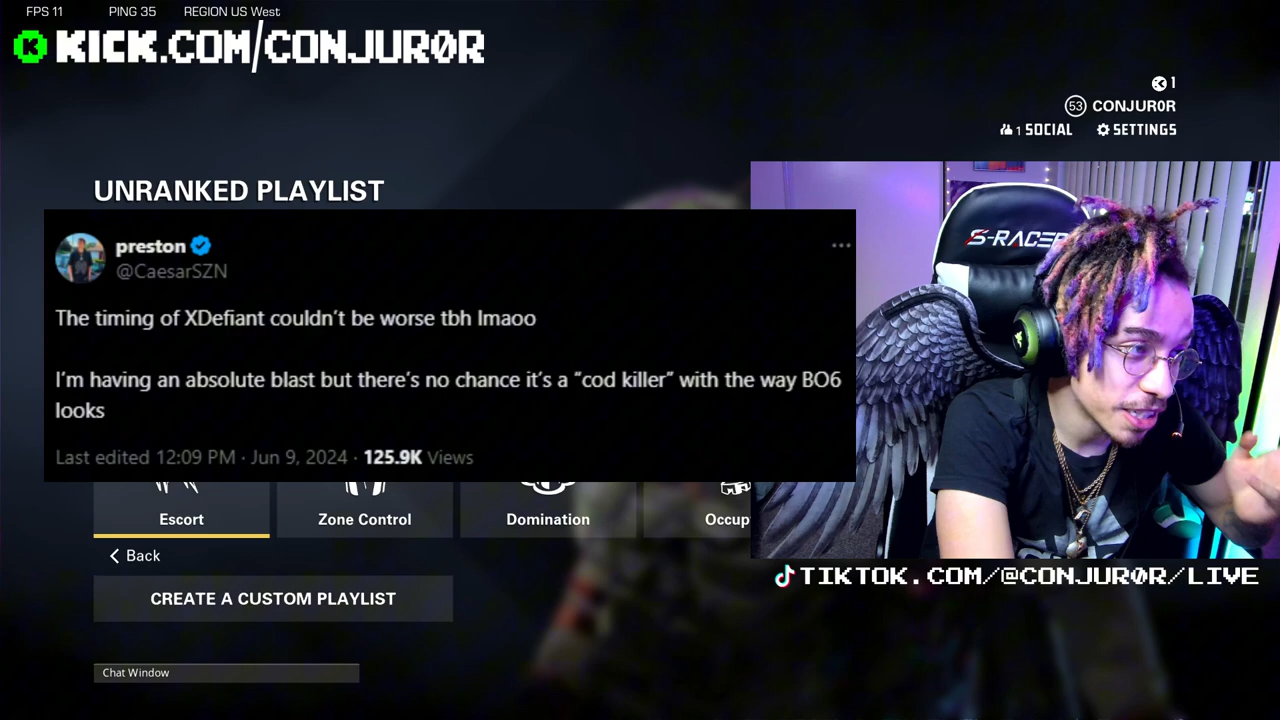 FPS 11 PING 35 REGION US West
KICK.COM/CONJUR0R
1
53 CONJUR0R
1 SOCIAL SETTINGS
UNRANKED PLAYLIST
S-RACER
preston
@CaesarSZN
The timing of XDefiant couldn't be worse tbh lmaoo
I'm having an absolute blast but there's no chance it's a "cod killer" with the way BO6
looks
Last edited 12:09 PM · Jun 9, 2024 · 125.9K Views
Escort Zone Control Domination Occup
Back
TIKTOK.COM/@CONJUR0R/LIVE
CREATE A CUSTOM PLAYLIST
Chat Window